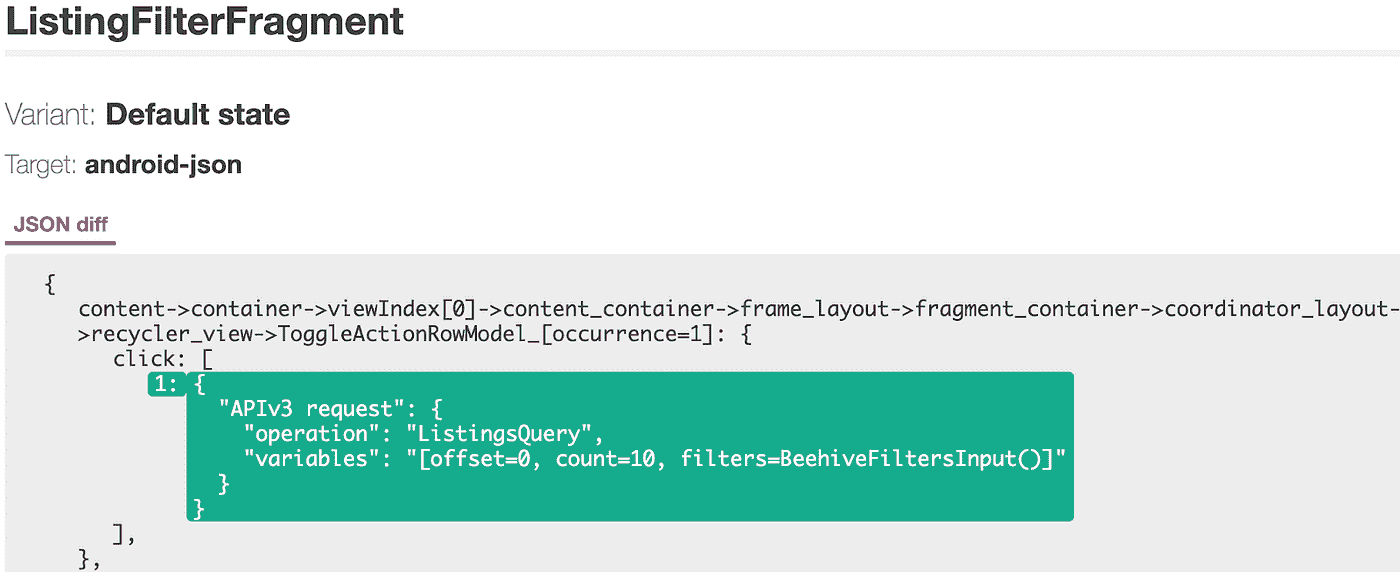 ListingFilterFragment
Variant: Default state
Target: android-json
JSON diff
{
content->container->viewIndex[0]->content_container->frame_layout->fragment_container->coordinator_layout-
>recycler_view->ToggleActionRowModel_[occurrence=1]: {
click: [
1: {
"APIv3 request": {
"operation": "ListingsQuery",
"variables": "[offset=0, count=10, filters=BeehiveFiltersInput()]"
}
}
],
},